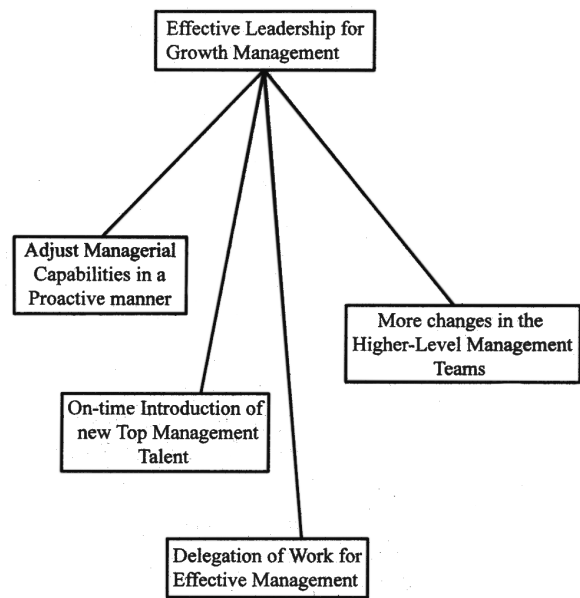 Effective Leadership for
Growth Management
Adjust Managerial
Capabilities in a
Proactive manner
More changes in the
Higher-Level Management
Teams
On-time Introduction of
new Top Management
Talent
Delegation of Work for
Effective Management